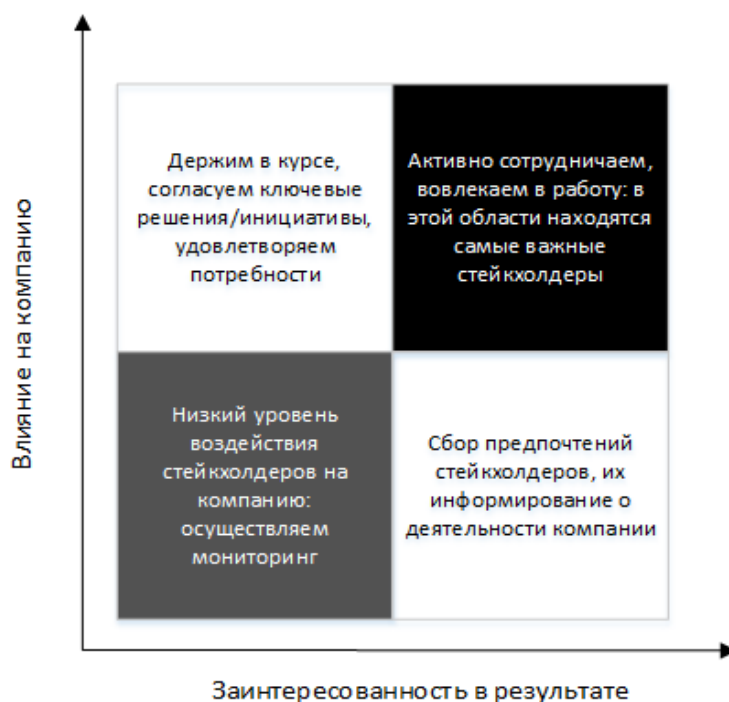 Влияние на компанию
Держим в курсе,
согласуем ключевые
решения/инициативы,
удовлетворяем
потребности
Активно сотрудничаем,
вовлекаем в работу: в
этой области находятся
самые важные
стейкхолдеры
Низкий уровень
воздействия
стейкхолдеров на
компанию:
осуществляем
мониторинг
Сбор предпочтений
стейкхолдеров, их
информирование о
деятельности компании
Заинтересованность в результате